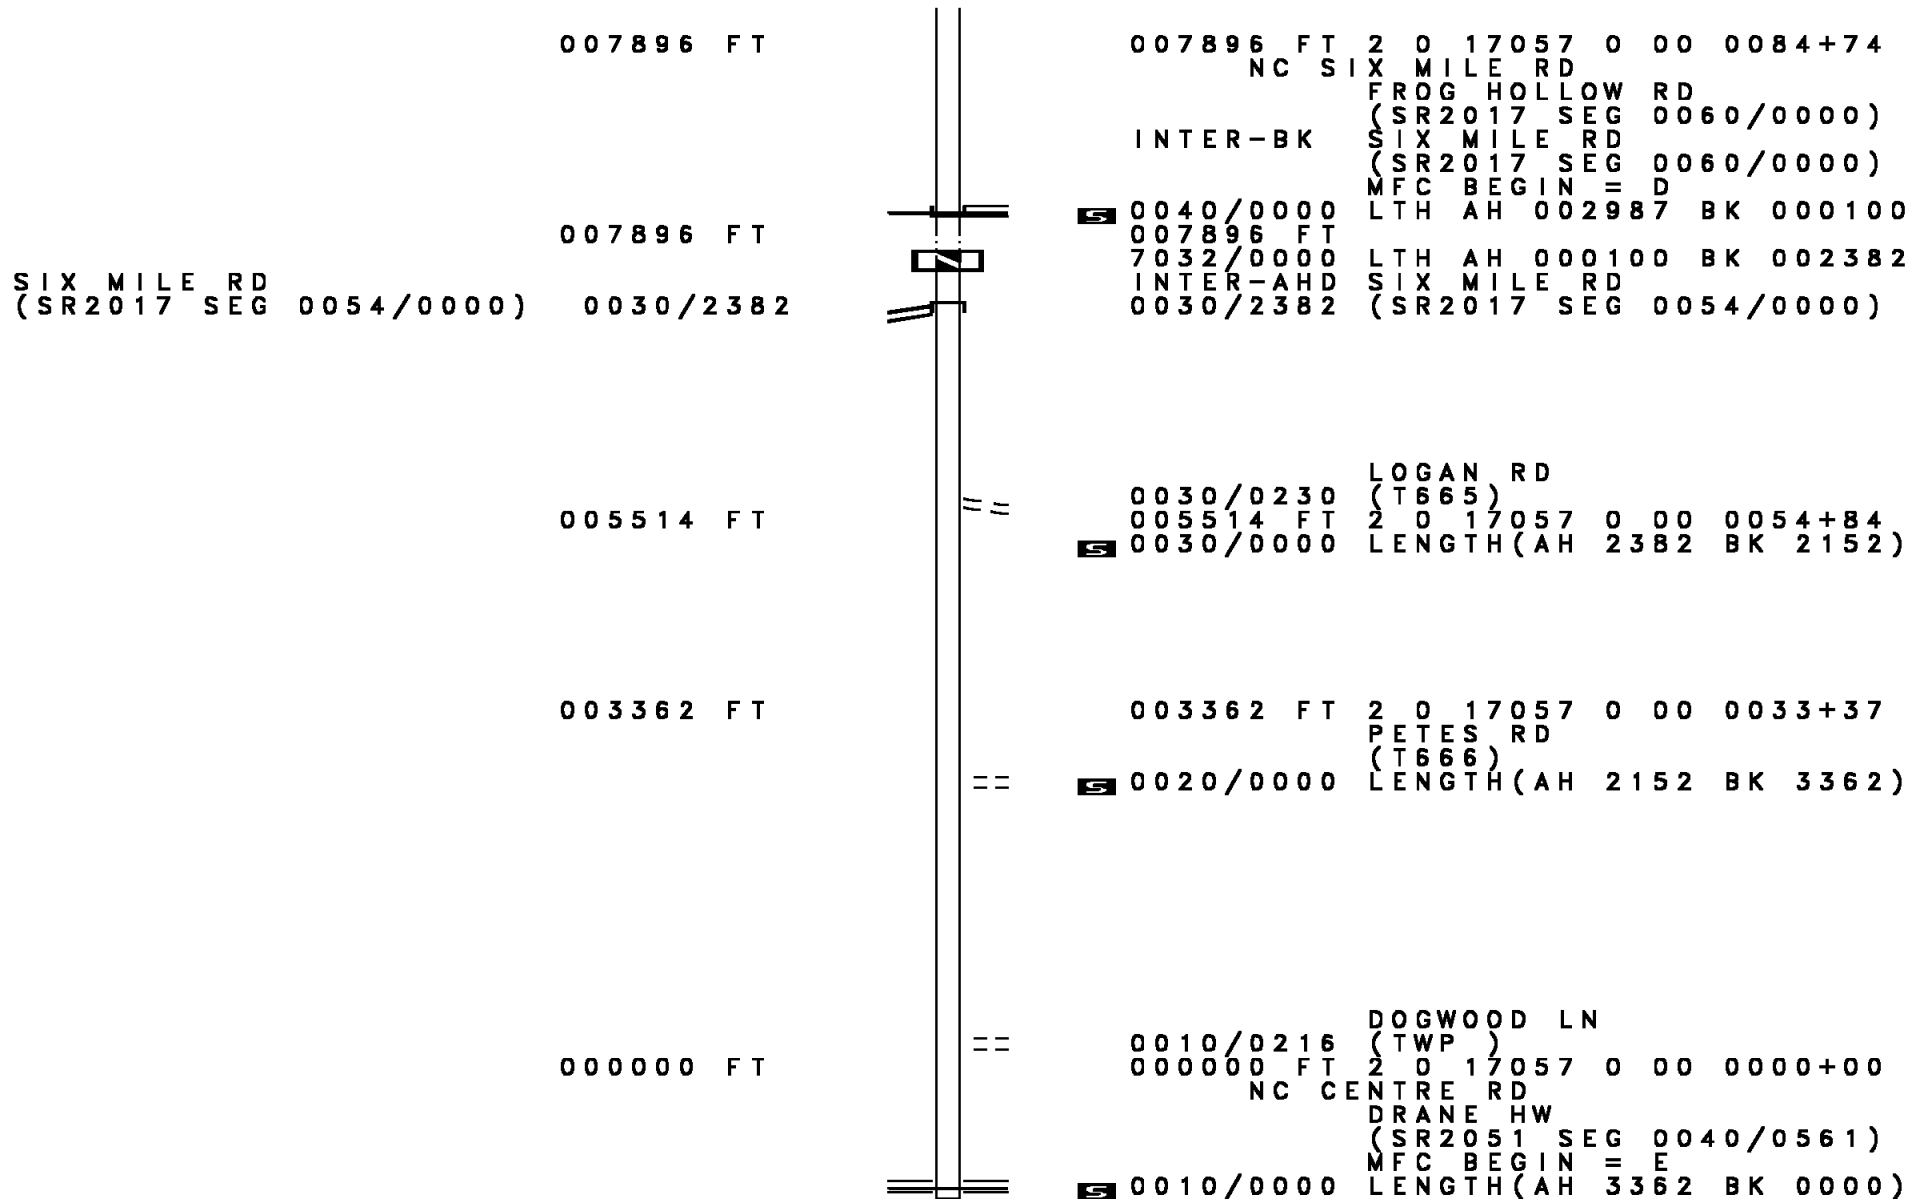 007896 FT 007896 FT 2 0 17057 0 00 0084+74
NC SIX MILE RD
FROG HOLLOW RD
(SR2017 SEG 0060/0000)
INTER-BK SIX MILE RD
(SR2017 SEG 0060/0000)
MFC BEGIN = D
S 0040/0000 LTH AH 002987 BK 000100
007896 FT 007896 FT
7032/0000 LTH AH 000100 BK 002382
SIX MILE RD INTER-AHD SIX MILE RD
(SR2017 SEG 0054/0000) 0030/2382 0030/2382 (SR2017 SEG 0054/0000)
LOGAN RD
0030/0230 (T665)
005514 FT 005514 FT 2 0 17057 0 00 0054+84
S 0030/0000 LENGTH(AH 2382 BK 2152)
003362 FT 003362 FT 2 0 17057 0 00 0033+37
PETES RD
(T666)
S 0020/0000 LENGTH(AH 2152 BK 3362)
DOGWOOD LN
0010/0216 (TWP )
000000 FT 000000 FT 2 0 17057 0 00 0000+00
NC CENTRE RD
DRANE HW
(SR2051 SEG 0040/0561)
MFC BEGIN = E
S 0010/0000 LENGTH(AH 3362 BK 0000)